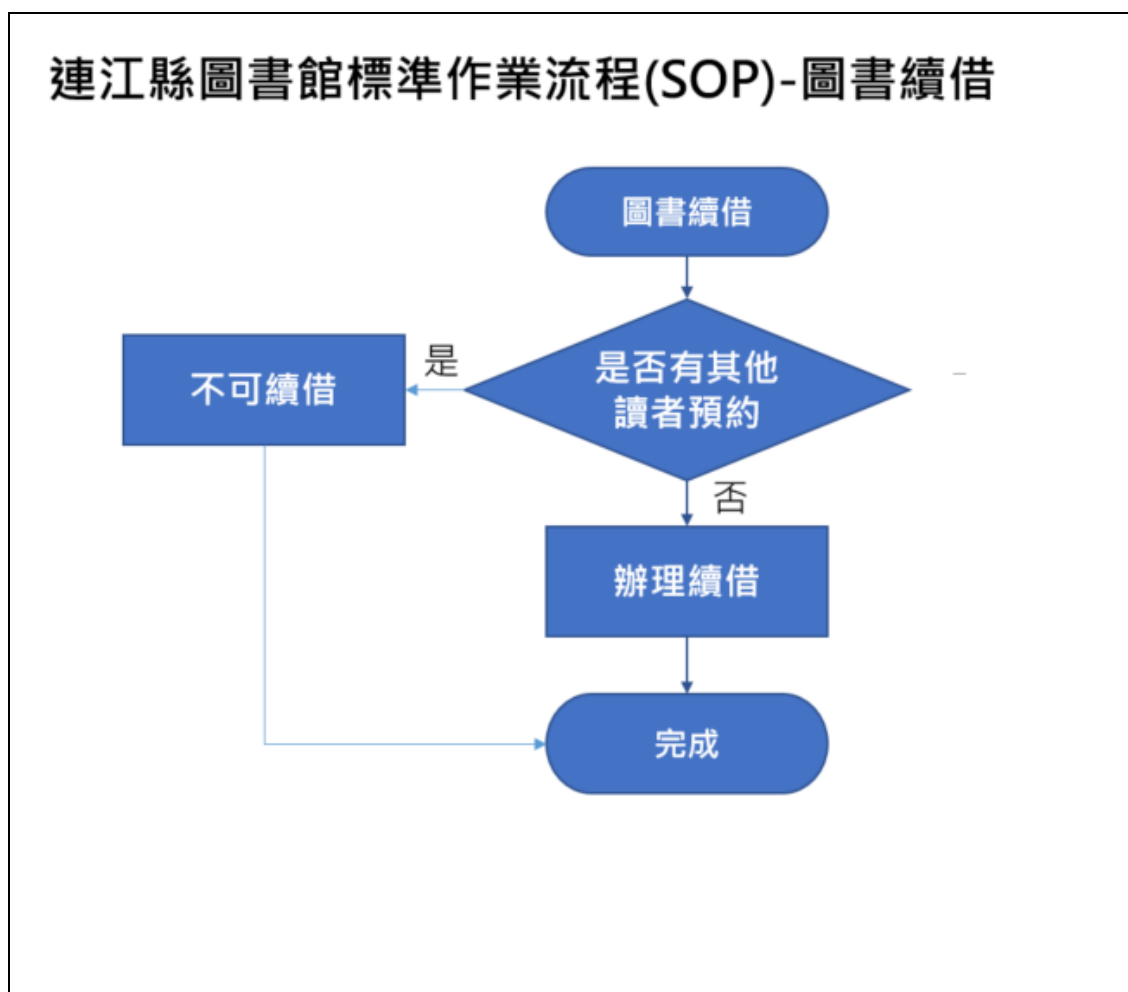 連江縣圖書館標準作業流程(SOP)-圖書續借
圖書續借
是否有其他
讀者預約
是
不可續借
否
辦理續借
完成